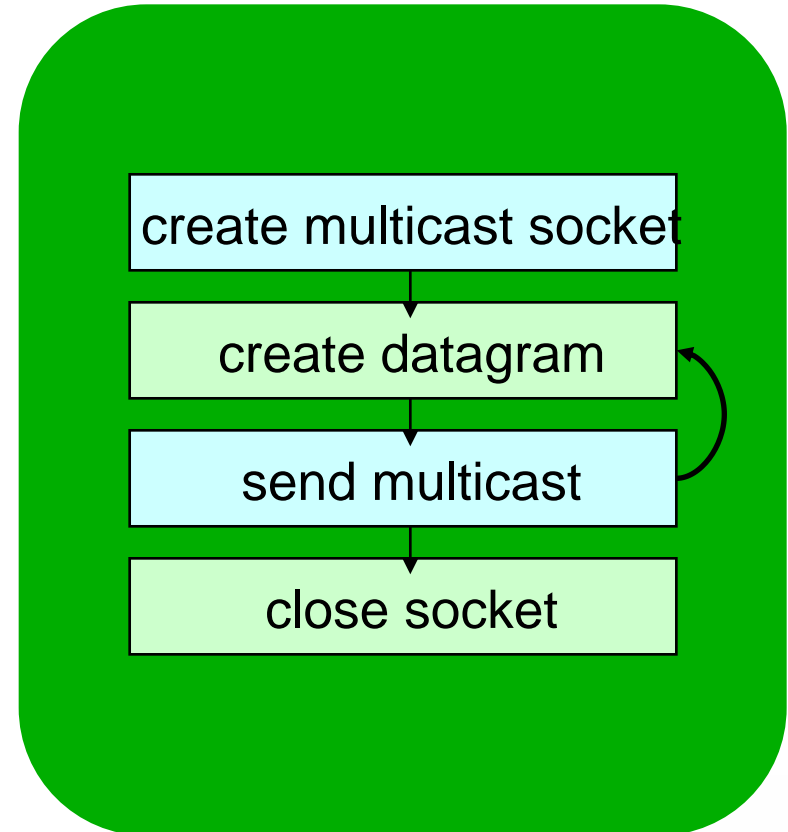 create multicast socket
create datagram
send multicast
close socket